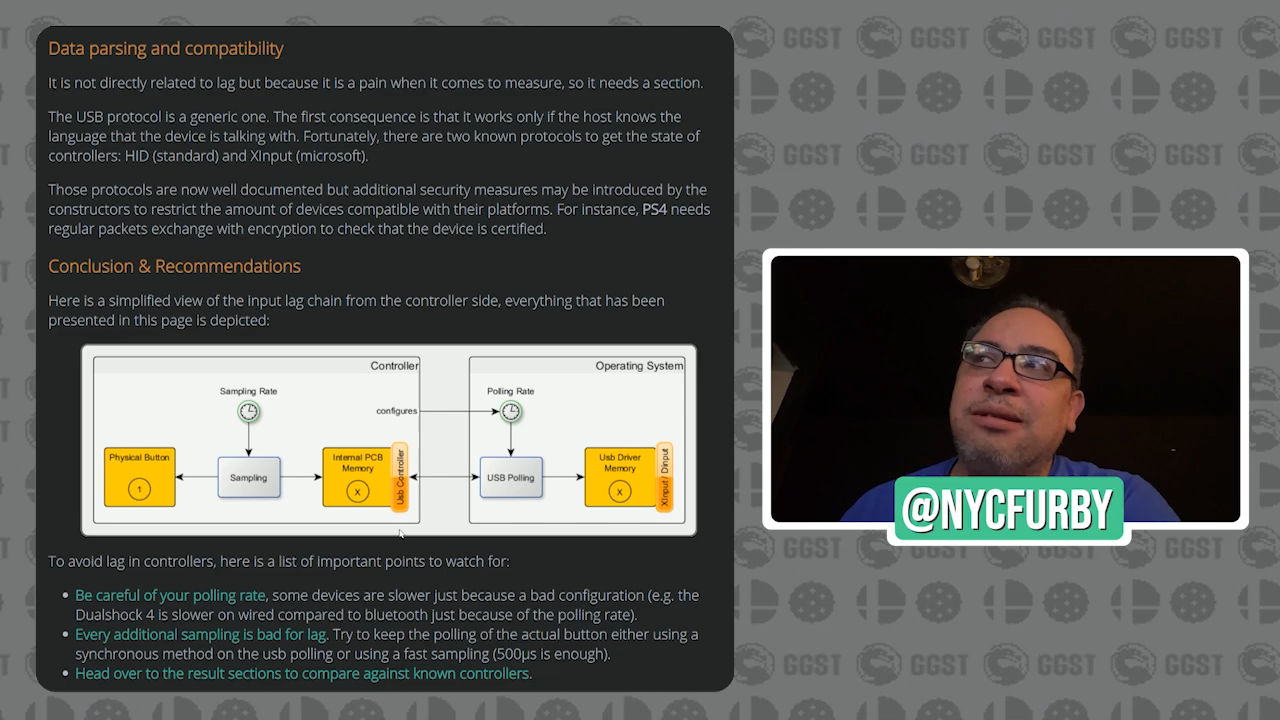 Data parsing and compatibility
It is not directly related to lag but because it is a pain when it comes to measure, so it needs a section.
The USB protocol is a generic one. The first consequence is that it works only if the host knows the
language that the device is talking with. Fortunately, there are two known protocols to get the state of
controllers: HID (standard) and XInput (microsoft).
Those protocols are now well documented but additional security measures may be introduced by the
constructors to restrict the amount of devices compatible with their platforms. For instance, PS4 needs
regular packets exchange with encryption to check that the device is certified.
Conclusion & Recommendations
Here is a simplified view of the input lag chain from the controller side, everything that has been
presented in this page is depicted:
Controller
Sampling Rate
configures
Physical Button
1
Sampling
Internal PCB
Memory
X
Usb Controller
Operating System
Polling Rate
USB Polling
Usb Driver
Memory
X
XInput / Dinput
To avoid lag in controllers, here is a list of important points to watch for:
Be careful of your polling rate, some devices are slower just because a bad configuration (e.g. the
Dualshock 4 is slower on wired compared to bluetooth just because of the polling rate).
Every additional sampling is bad for lag. Try to keep the polling of the actual button either using a
synchronous method on the usb polling or using a fast sampling (500µs is enough).
Head over to the result sections to compare against known controllers.
@NYCFURBY
GGST
GGST
GGST
GGST
GGST
GGST
GGST
GGST
GGST